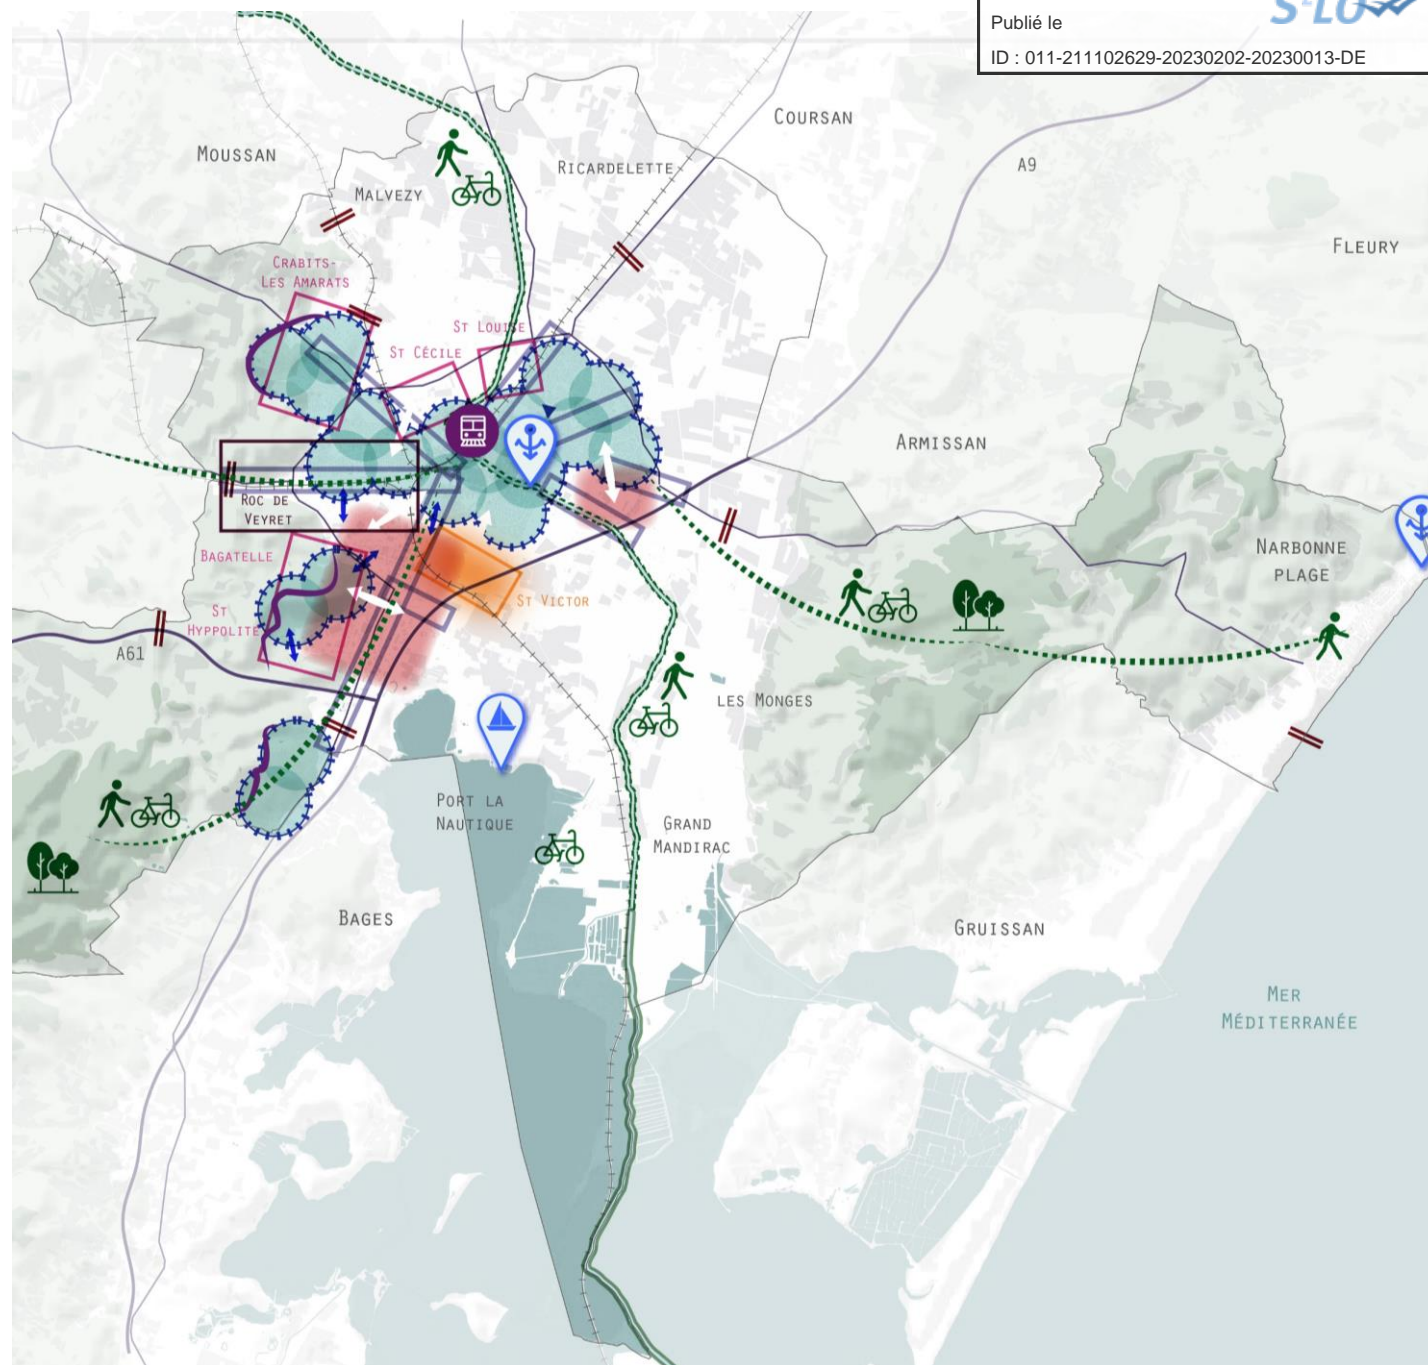 S²LO
Publié le
ID : 011-211102629-20230202-20230013-DE
COURSAN
MOUSSAN
RICARDELLETTE
A9
MALVEZY
FLEURY
CRABITS-
LES AMARATS
ST LOUISE
ST CÉCILE
ARMISSAN
ROC DE
VEYRET
BAGATELLE
NARBONNE
PLAGE
ST VICTOR
ST
HYPPOLITE
A61
LES MONGES
PORT LA
NAUTIQUE
GRAND
MANDIRAC
BAGES
GRUISSAN
MER
MÉDITERRANÉE